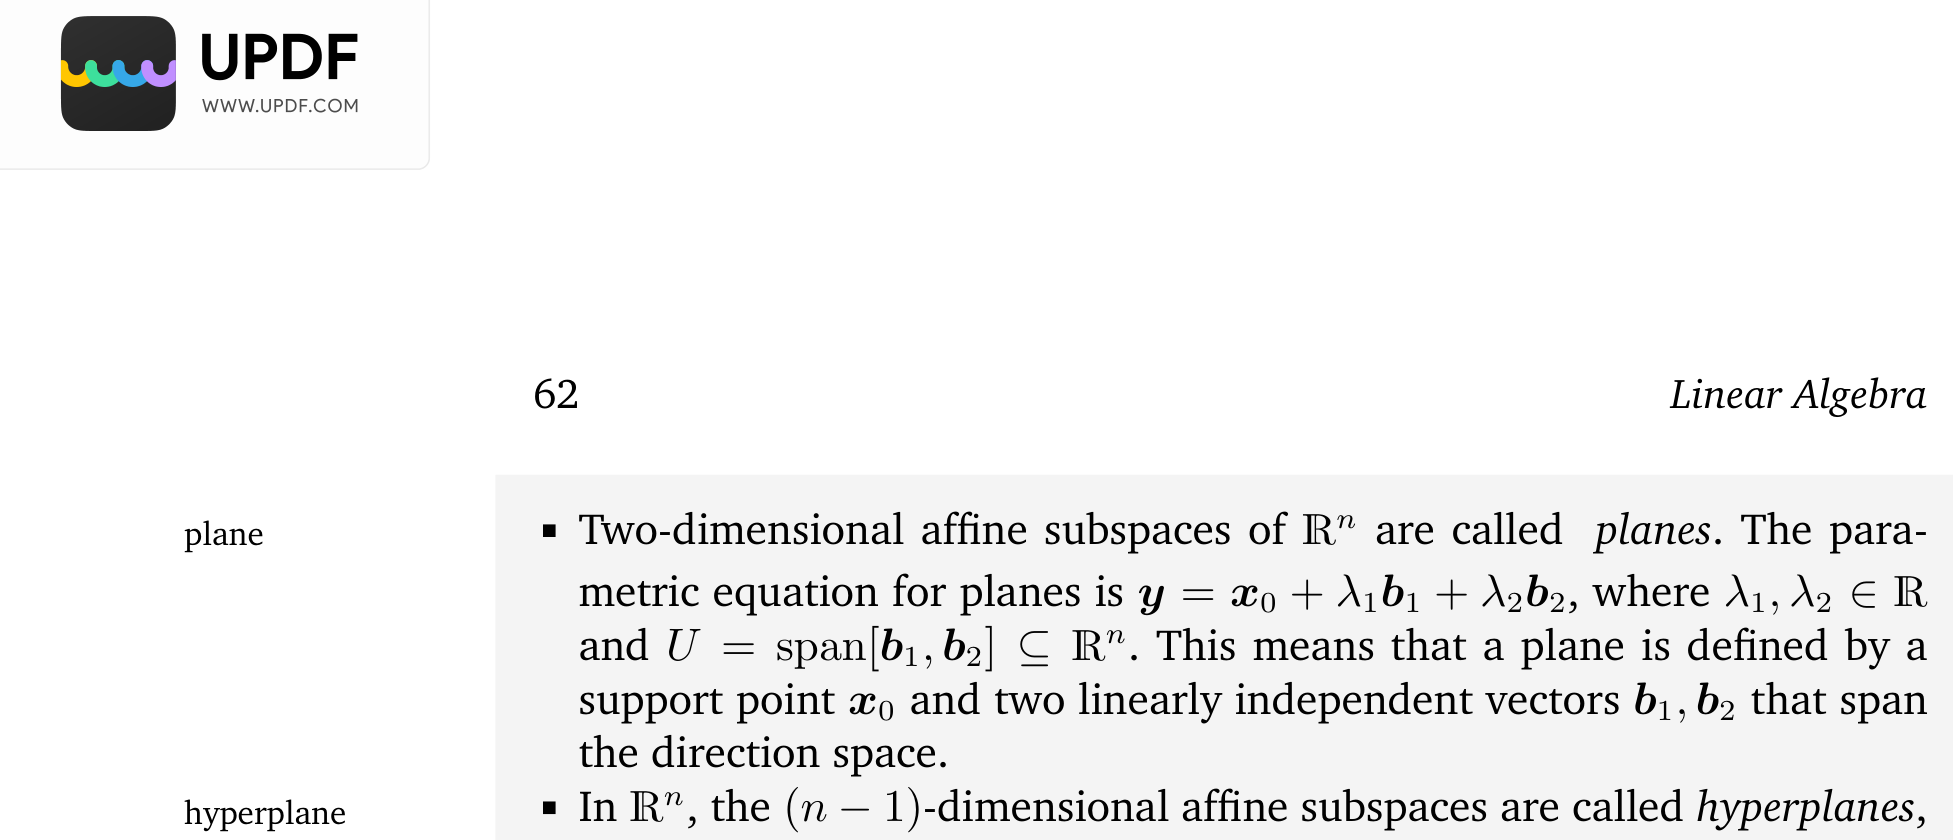 UPDF
WWW.UPDF.COM
62
Linear Algebra
plane
▪ Two-dimensional affine subspaces of ℝⁿ are called planes. The para-
metric equation for planes is y = x₀ + λ₁b₁ + λ₂b₂, where λ₁, λ₂ ∈ ℝ
and U = span[b₁, b₂] ⊆ ℝⁿ. This means that a plane is defined by a
support point x₀ and two linearly independent vectors b₁, b₂ that span
the direction space.
hyperplane
▪ In ℝⁿ, the (n − 1)-dimensional affine subspaces are called hyperplanes,